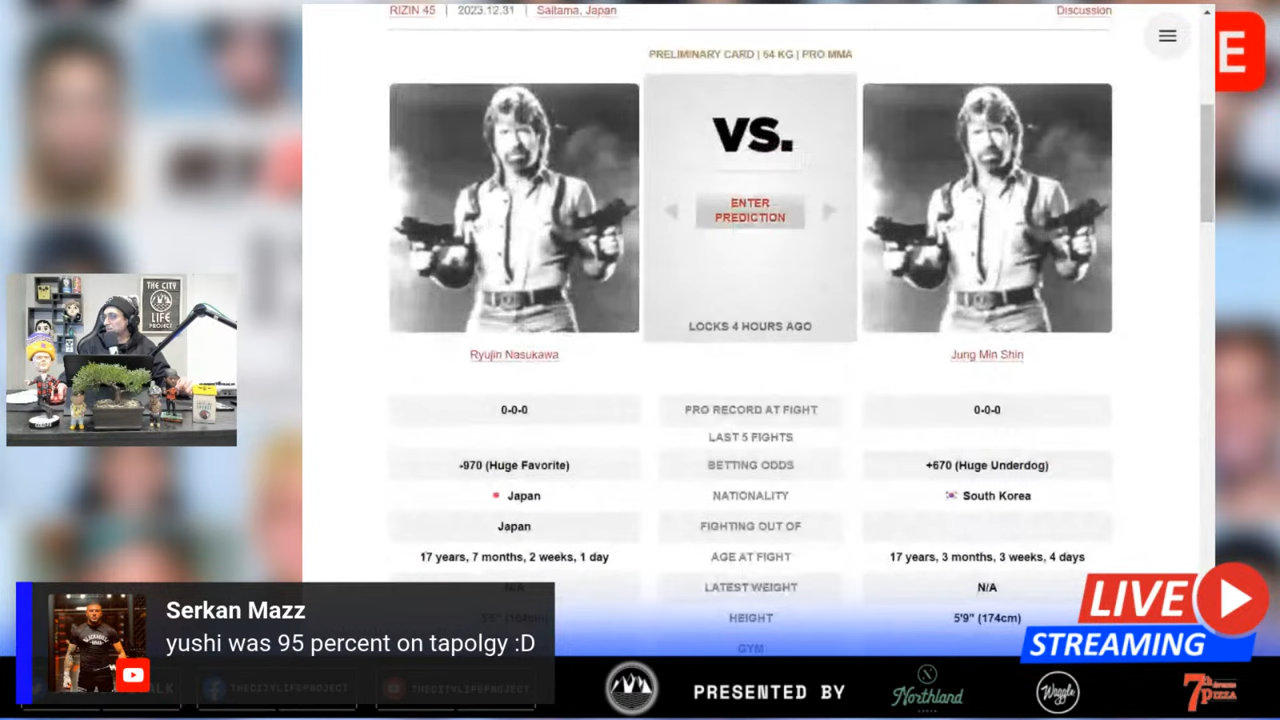 RIZIN 45 | 2023.12.31 | Saitama, Japan
Discussion
PRELIMINARY CARD | 54 KG | PRO MMA
VS.
ENTER
PREDICTION
LOCKS 4 HOURS AGO
Ryujin Nasukawa
Jung Min Shin
0-0-0 PRO RECORD AT FIGHT 0-0-0
LAST 5 FIGHTS
-970 (Huge Favorite) BETTING ODDS +670 (Huge Underdog)
Japan NATIONALITY South Korea
Japan FIGHTING OUT OF
17 years, 7 months, 2 weeks, 1 day AGE AT FIGHT 17 years, 3 months, 3 weeks, 4 days
N/A LATEST WEIGHT N/A
HEIGHT 5'9" (174cm)
GYM
E
THE CITY
LIFE
PROJECT
Serkan Mazz
yushi was 95 percent on tapolgy :D
LIVE
STREAMING
THECITYLIFEPROJECT
THECITYLIFEPROJECT
PRESENTED BY
Northland
Waggle
7th
PIZZA